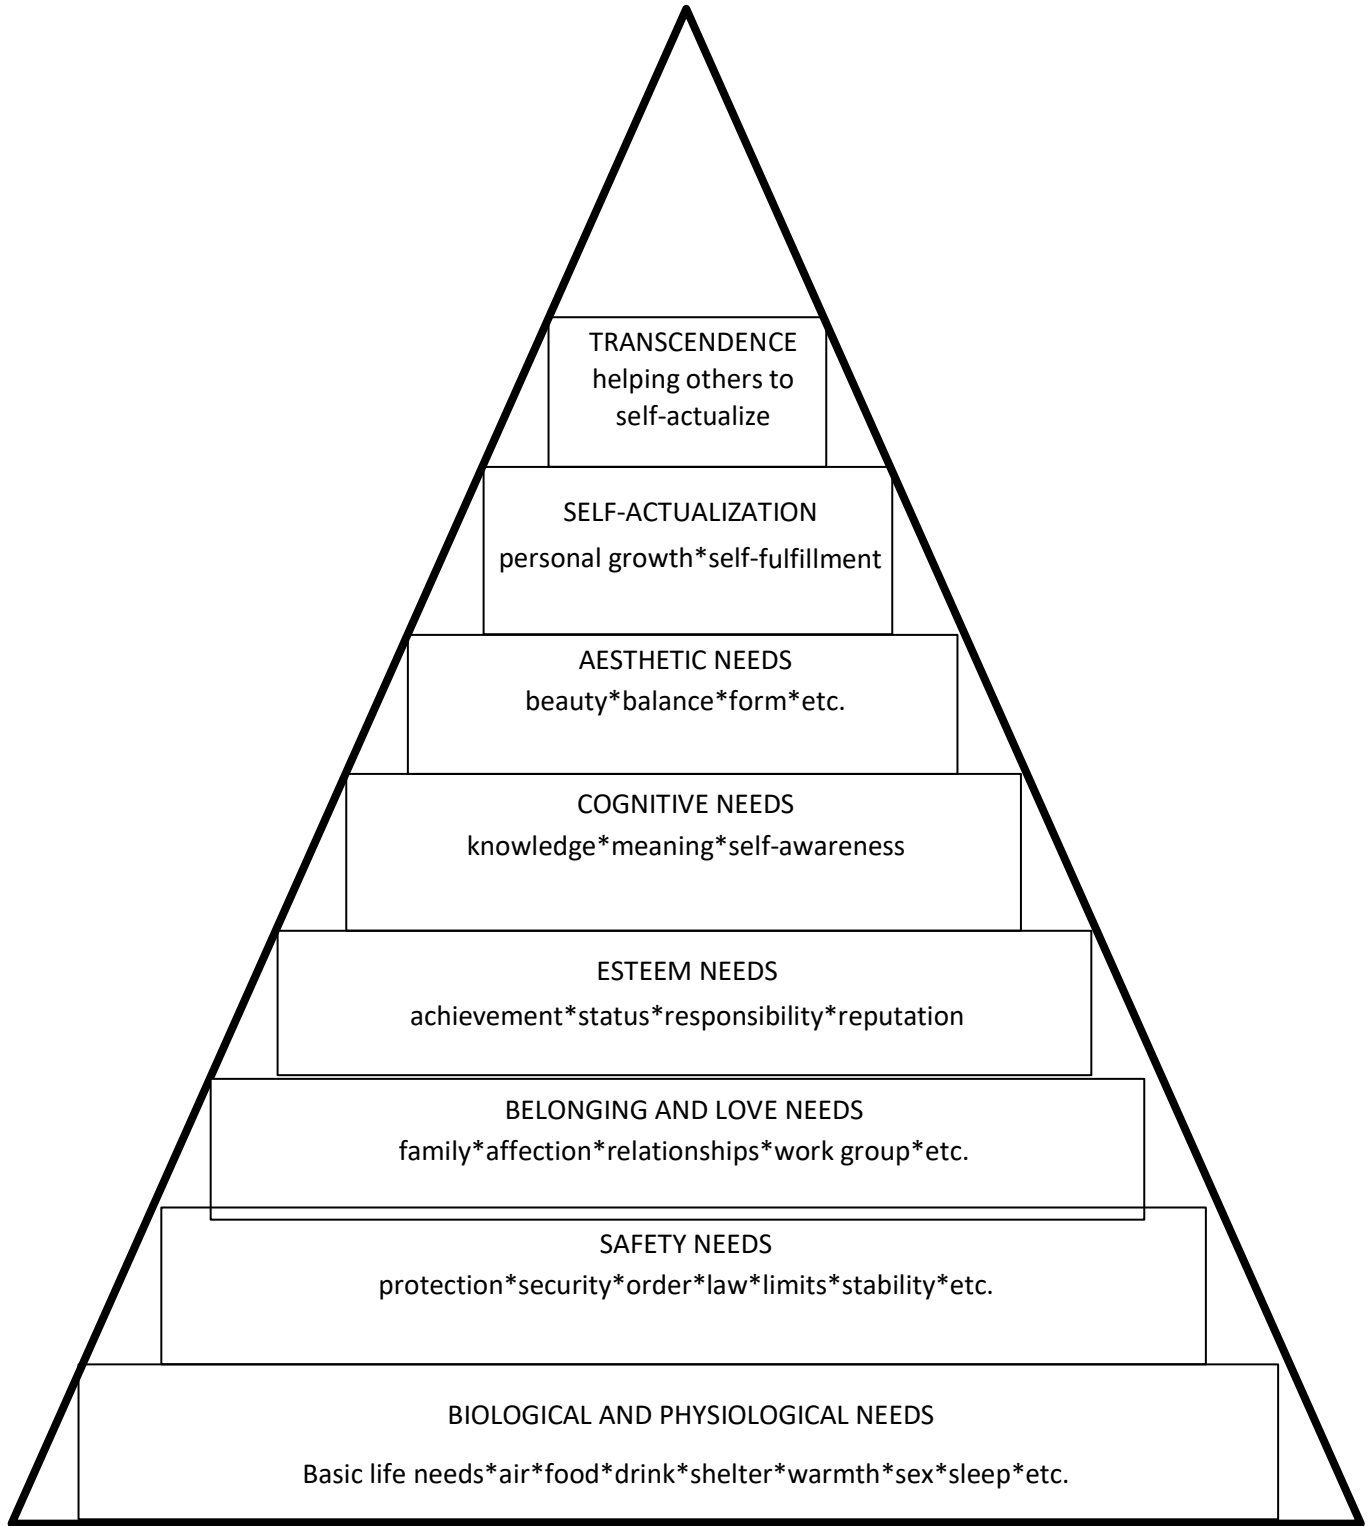 TRANSCENDENCE
helping others to
self-actualize
SELF-ACTUALIZATION
personal growth*self-fulfillment
AESTHETIC NEEDS
beauty*balance*form*etc.
COGNITIVE NEEDS
knowledge*meaning*self-awareness
ESTEEM NEEDS
achievement*status*responsibility*reputation
BELONGING AND LOVE NEEDS
family*affection*relationships*work group*etc.
SAFETY NEEDS
protection*security*order*law*limits*stability*etc.
BIOLOGICAL AND PHYSIOLOGICAL NEEDS
Basic life needs*air*food*drink*shelter*warmth*sex*sleep*etc.